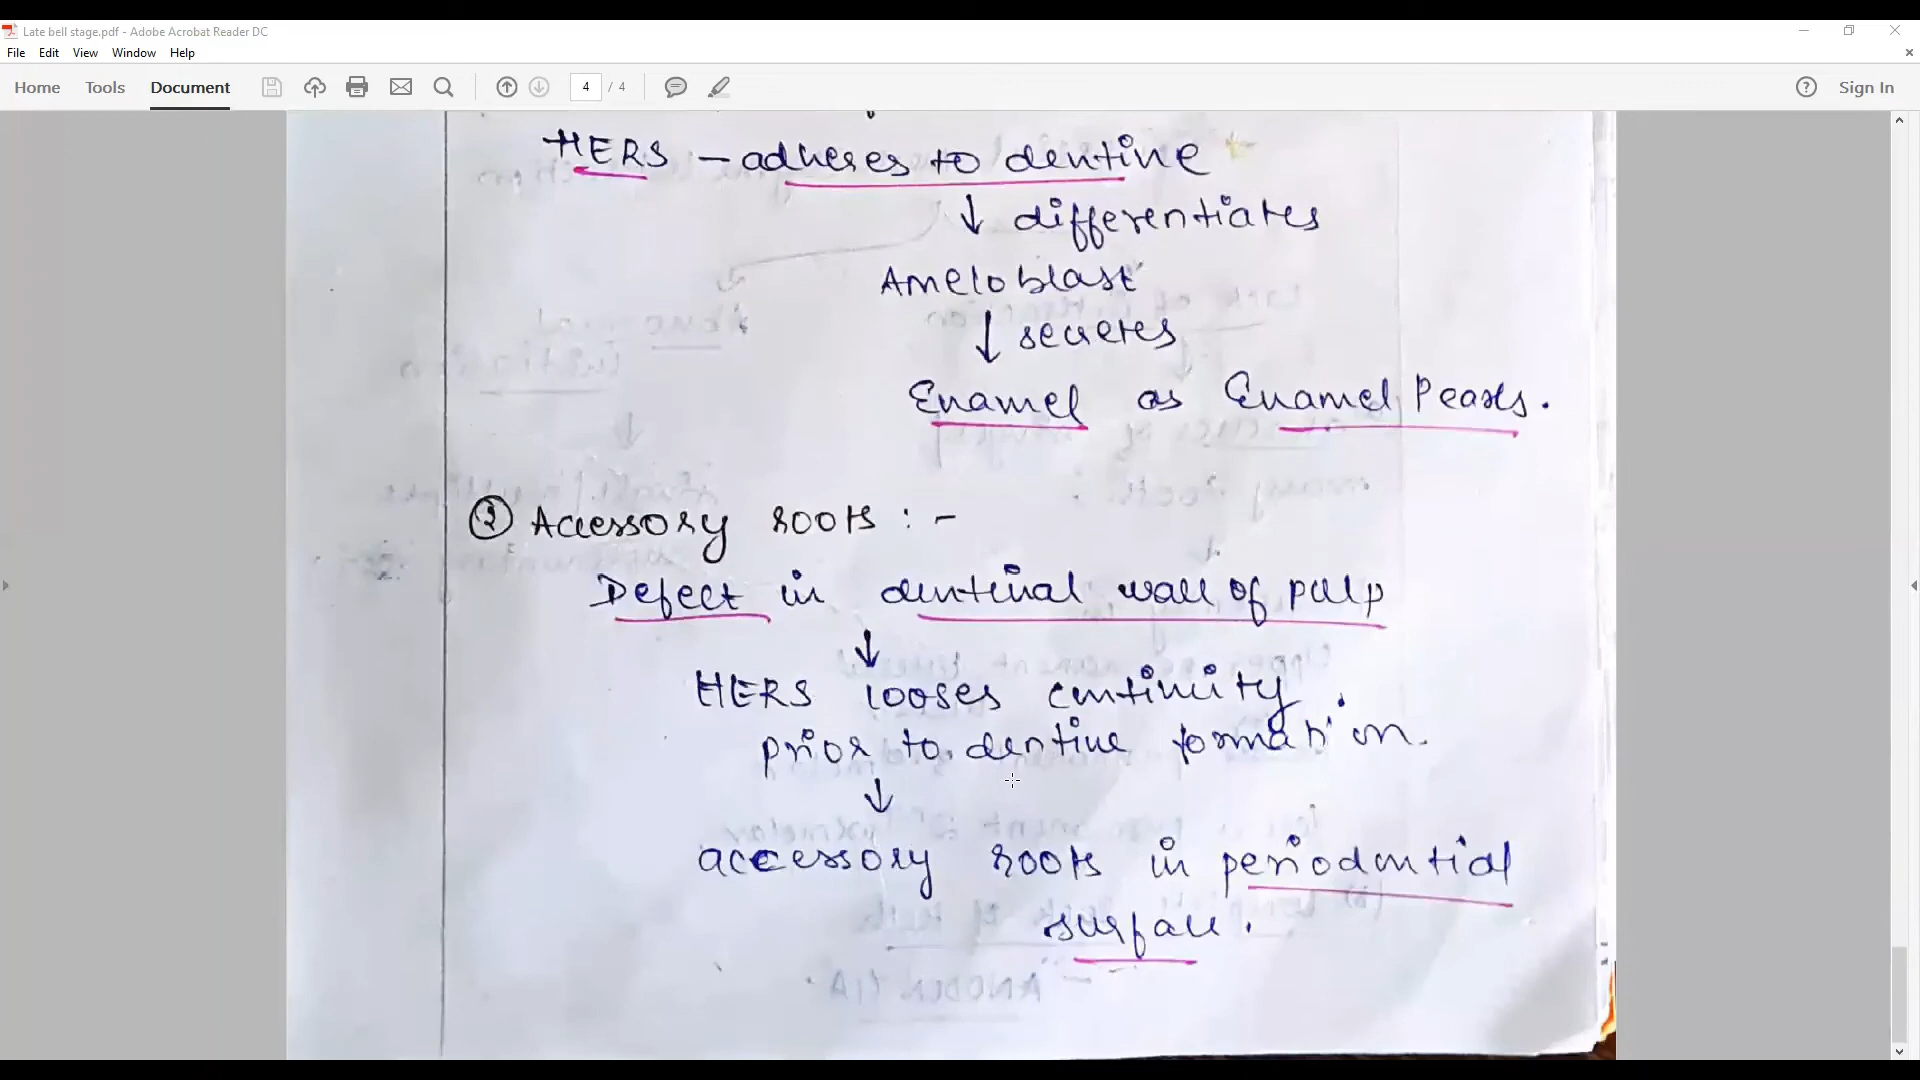 Late bell stage.pdf - Adobe Acrobat Reader DC
File Edit View Window Help
Home Tools Document 4 / 4 Sign In
HERS - adheres to dentine
↓ differentiates
Ameloblast
↓ secretes
Enamel as Enamel Pearls.
② Accessory roots : -
Defect in dentinal wall of pulp
↓
HERS looses continuity
prior to dentine formation.
↓
accessory roots in periodontial
surface.